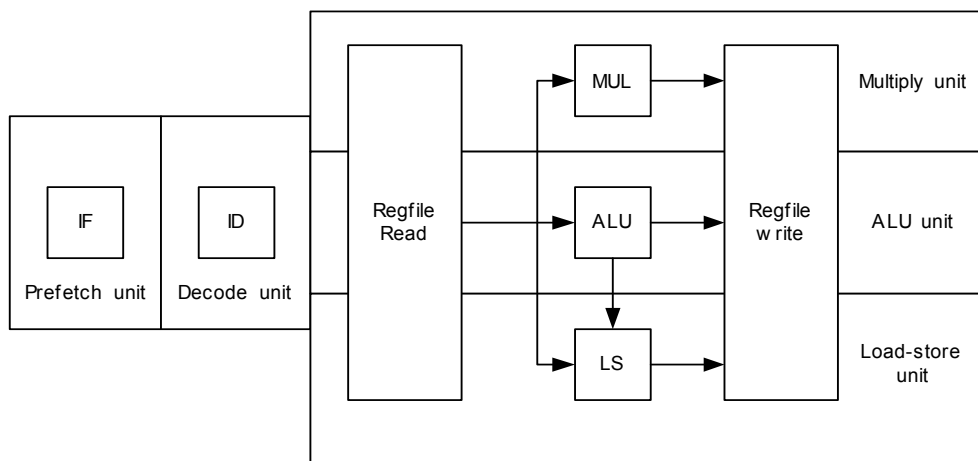 MUL
Multiply unit
IF
ID
Regfile
Read
ALU
Regfile
write
ALU unit
Prefetch unit
Decode unit
LS
Load-store
unit